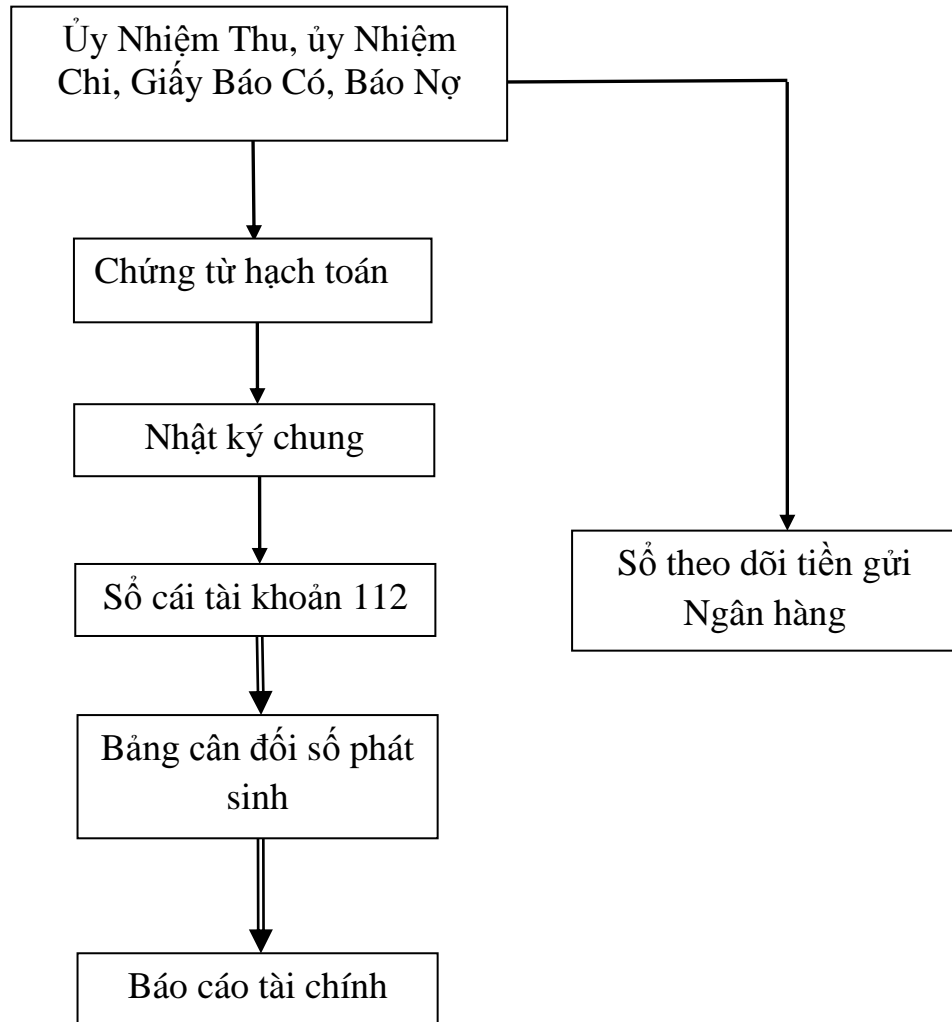 Ủy Nhiệm Thu, ủy Nhiệm
Chi, Giấy Báo Có, Báo Nợ
Chứng từ hạch toán
Nhật ký chung
Sổ cái tài khoản 112
Sổ theo dõi tiền gửi
Ngân hàng
Bảng cân đối số phát
sinh
Báo cáo tài chính